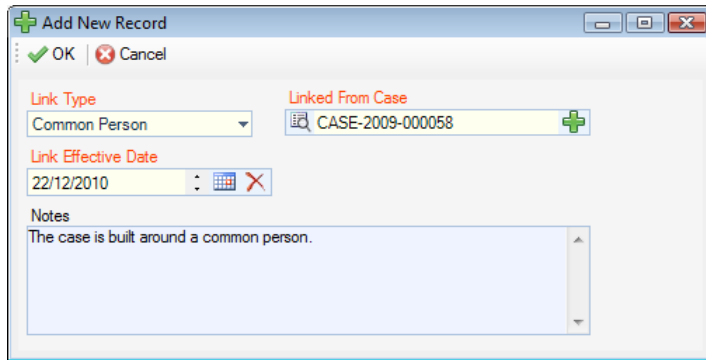 Add New Record
OK Cancel
Link Type Linked From Case
Common Person CASE-2009-000058
Link Effective Date
22/12/2010
Notes
The case is built around a common person.